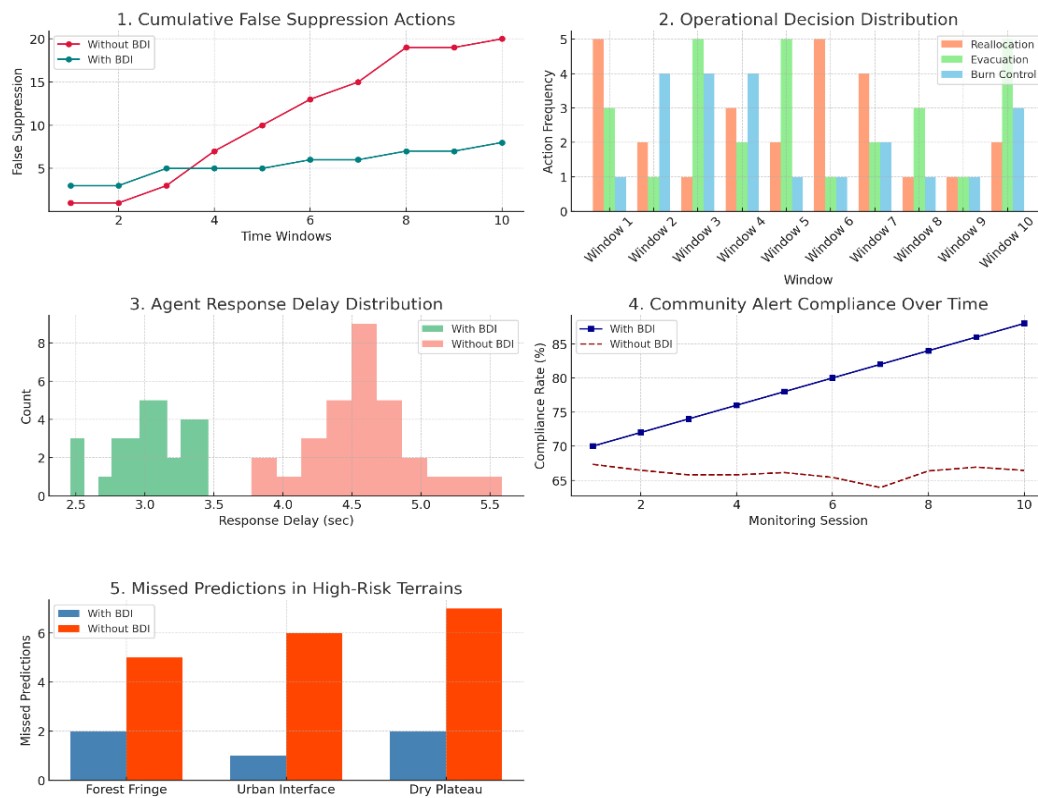 1. Cumulative False Suppression Actions
Without BDI
With BDI
False Suppression
20
15
10
5
2
4
6
8
10
Time Windows
2. Operational Decision Distribution
Reallocation
Evacuation
Burn Control
Action Frequency
5
4
3
2
1
0
Window 1
Window 2
Window 3
Window 4
Window 5
Window 6
Window 7
Window 8
Window 9
Window 10
Window
3. Agent Response Delay Distribution
With BDI
Without BDI
Count
8
6
4
2
0
2.5
3.0
3.5
4.0
4.5
5.0
5.5
Response Delay (sec)
4. Community Alert Compliance Over Time
With BDI
Without BDI
Compliance Rate (%)
85
80
75
70
65
2
4
6
8
10
Monitoring Session
5. Missed Predictions in High-Risk Terrains
With BDI
Without BDI
Missed Predictions
6
4
2
0
Forest Fringe
Urban Interface
Dry Plateau